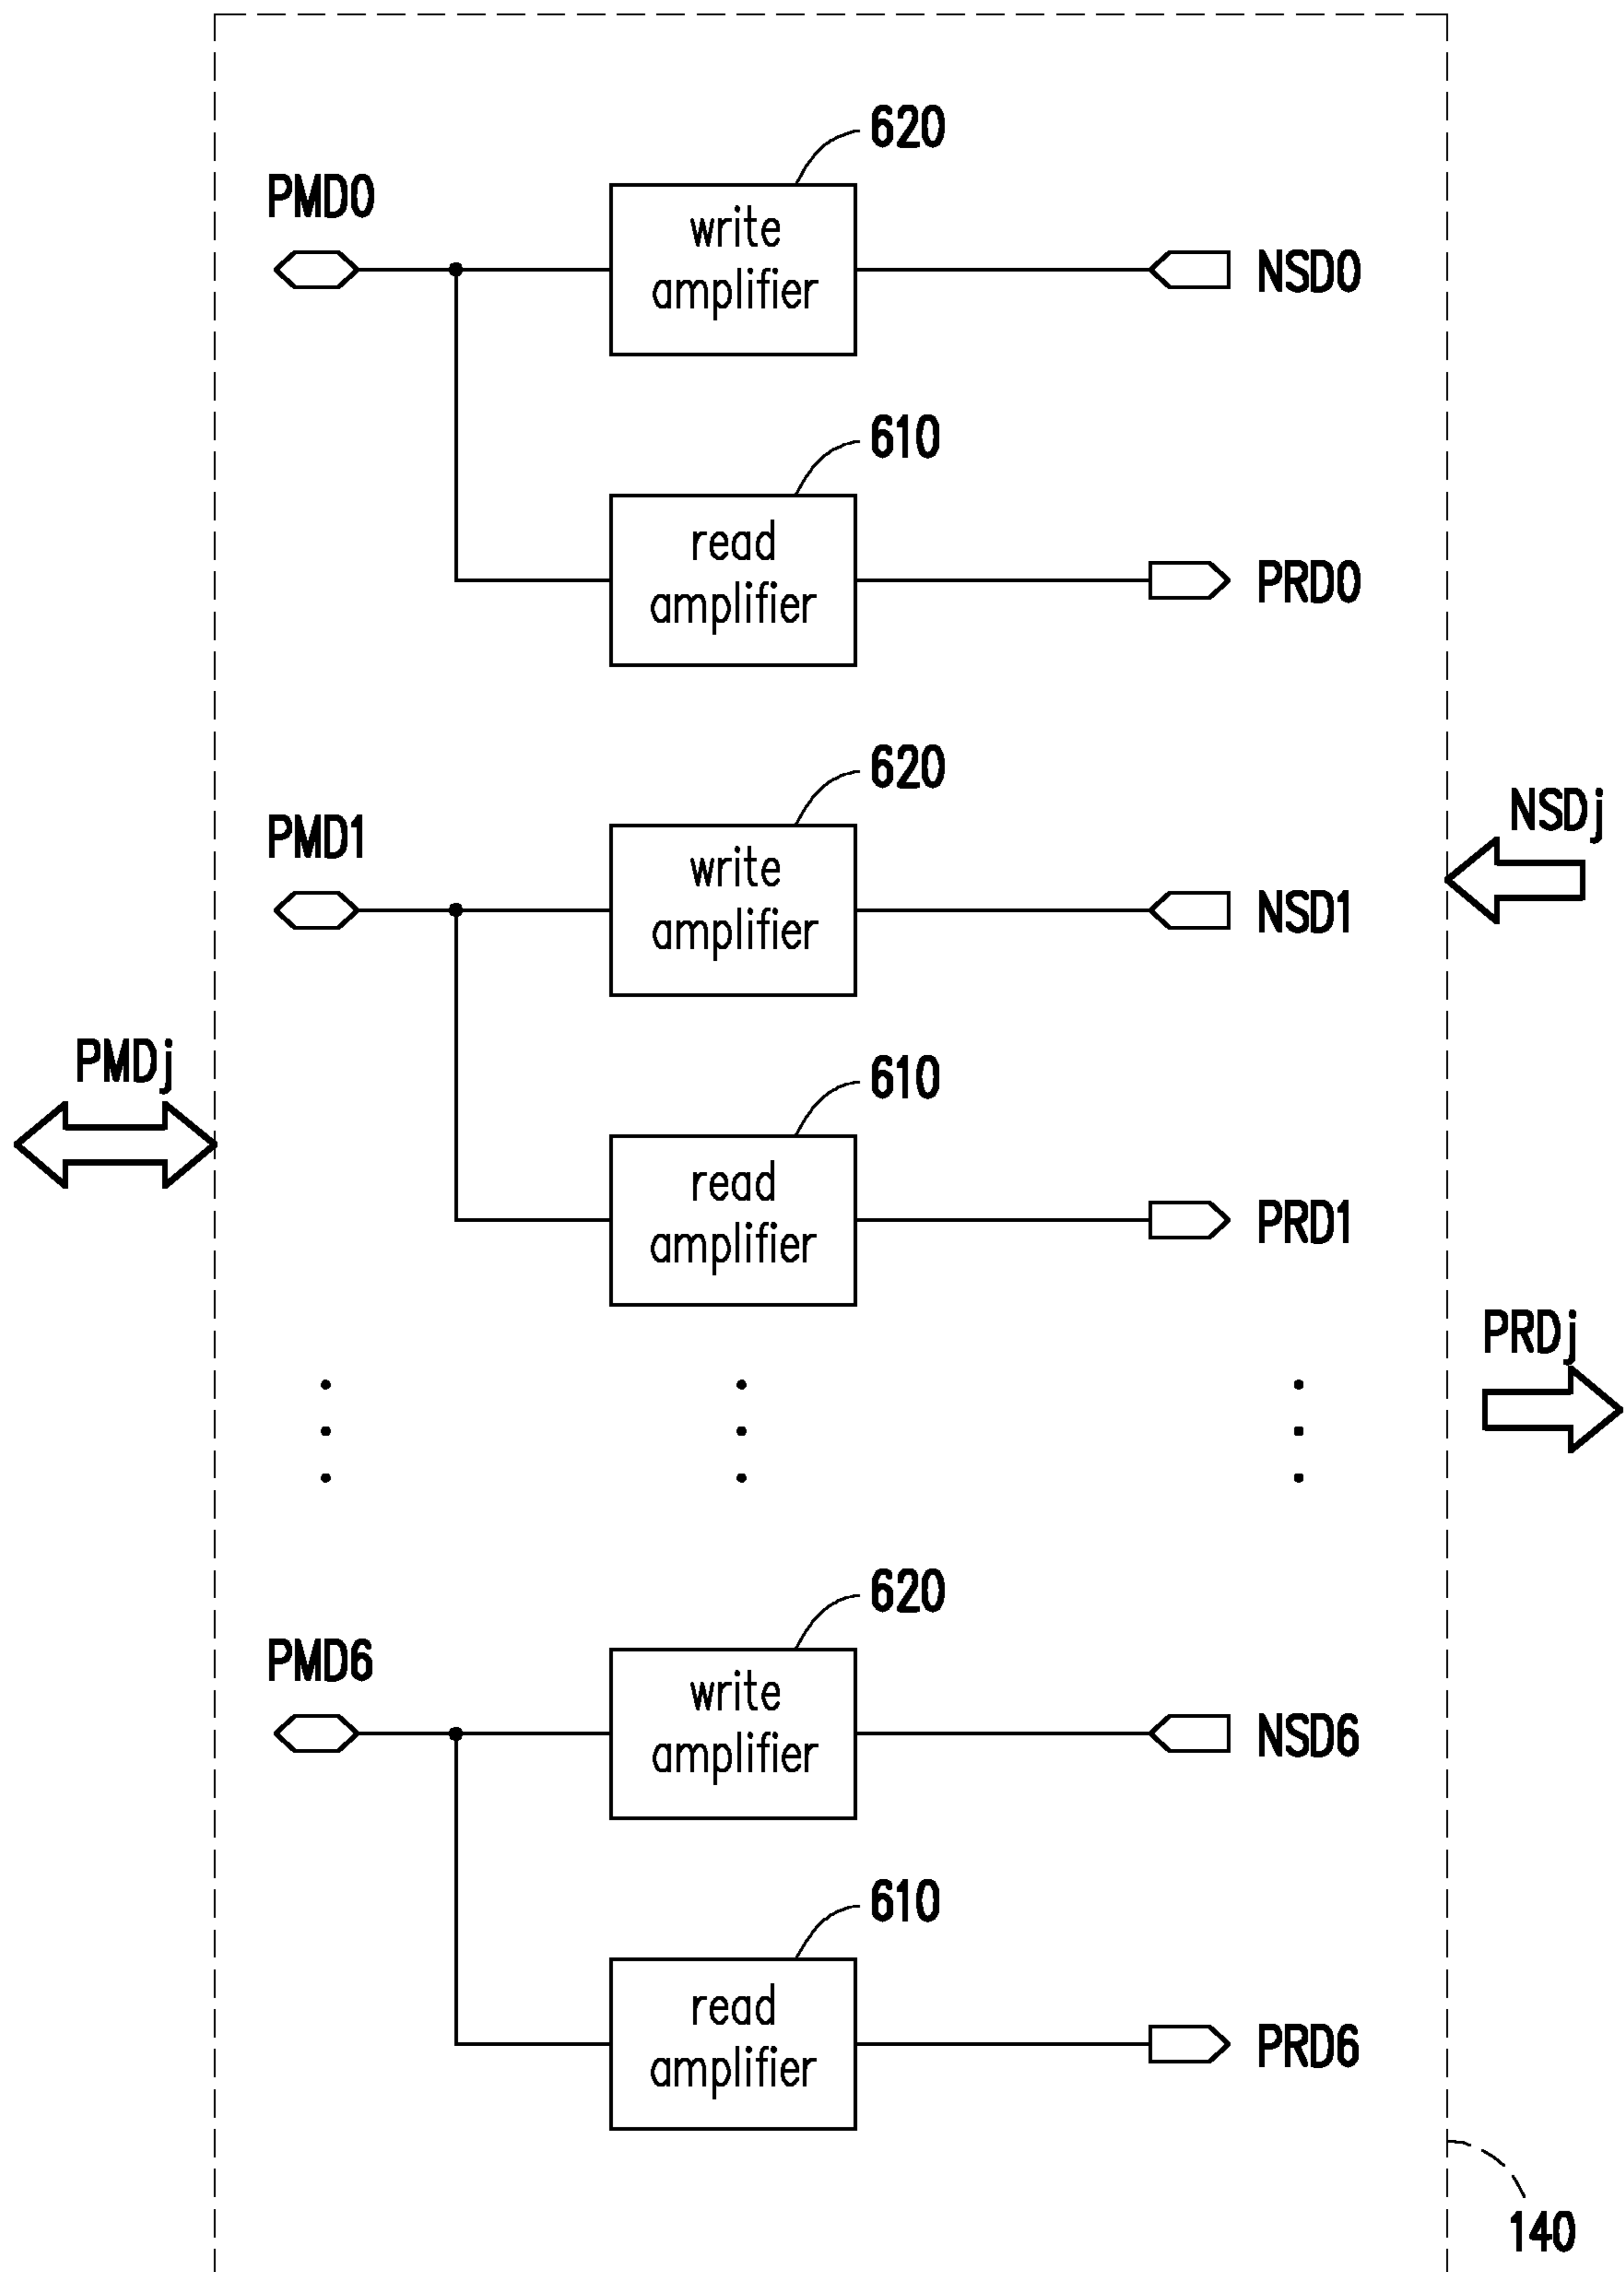 620
PMD0
write
amplifier
NSD0
610
read
amplifier
PRD0
620
PMD1
write
amplifier
NSD1
NSDj
PMDj
610
read
amplifier
PRD1
PRDj
620
PMD6
write
amplifier
NSD6
610
read
amplifier
PRD6
140